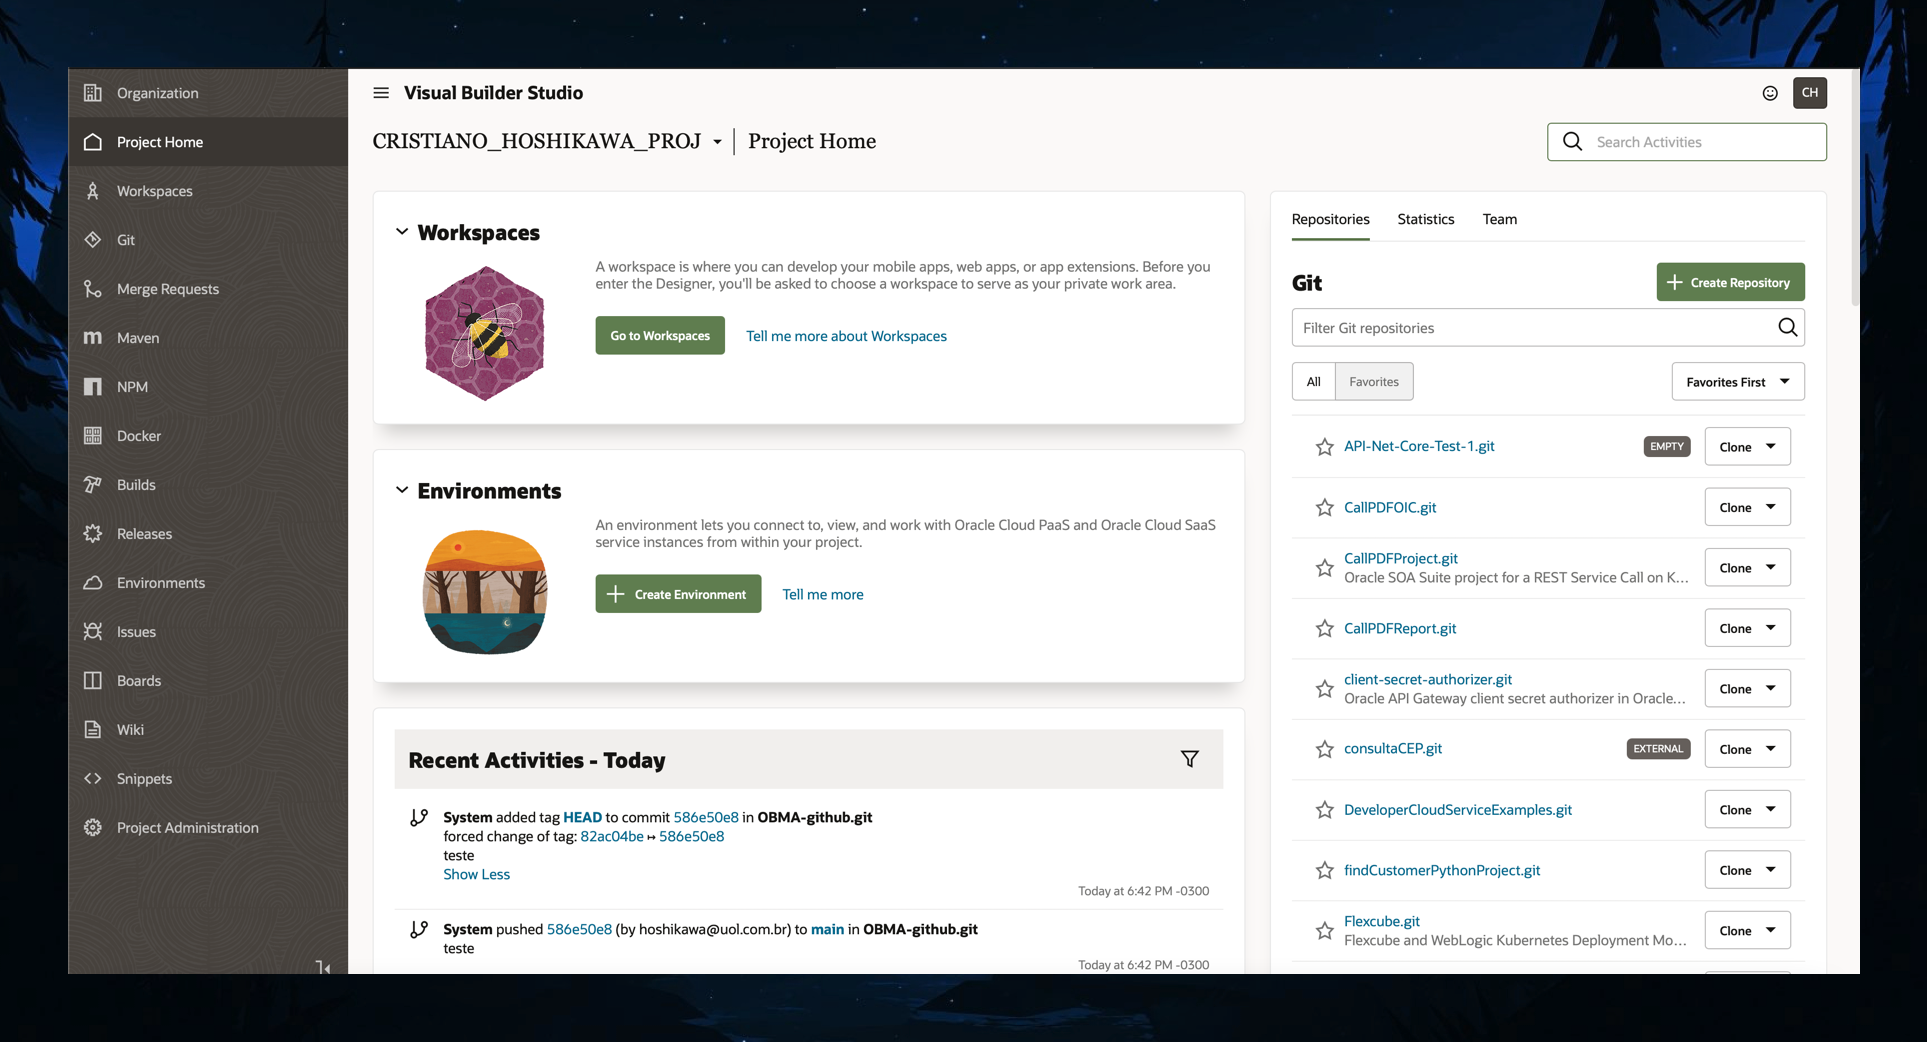 Organization
Project Home
Workspaces
Git
Merge Requests
Maven
NPM
Docker
Builds
Releases
Environments
Issues
Boards
Wiki
Snippets
Project Administration
Visual Builder Studio
CH
CRISTIANO_HOSHIKAWA_PROJ
Project Home
Search Activities
Workspaces
A workspace is where you can develop your mobile apps, web apps, or app extensions. Before you
enter the Designer, you'll be asked to choose a workspace to serve as your private work area.
Go to Workspaces
Tell me more about Workspaces
Environments
An environment lets you connect to, view, and work with Oracle Cloud PaaS and Oracle Cloud SaaS
service instances from within your project.
Create Environment
Tell me more
Recent Activities - Today
System added tag HEAD to commit 586e50e8 in OBMA-github.git
forced change of tag: 82ac04be ↦ 586e50e8
teste
Show Less
Today at 6:42 PM -0300
System pushed 586e50e8 (by hoshikawa@uol.com.br) to main in OBMA-github.git
teste
Today at 6:42 PM -0300
Repositories
Statistics
Team
Git
Create Repository
Filter Git repositories
All
Favorites
Favorites First
API-Net-Core-Test-1.git
EMPTY
Clone
CallPDFOIC.git
Clone
CallPDFProject.git
Oracle SOA Suite project for a REST Service Call on K...
Clone
CallPDFReport.git
Clone
client-secret-authorizer.git
Oracle API Gateway client secret authorizer in Oracle...
Clone
consultaCEP.git
EXTERNAL
Clone
DeveloperCloudServiceExamples.git
Clone
findCustomerPythonProject.git
Clone
Flexcube.git
Flexcube and WebLogic Kubernetes Deployment Mo...
Clone